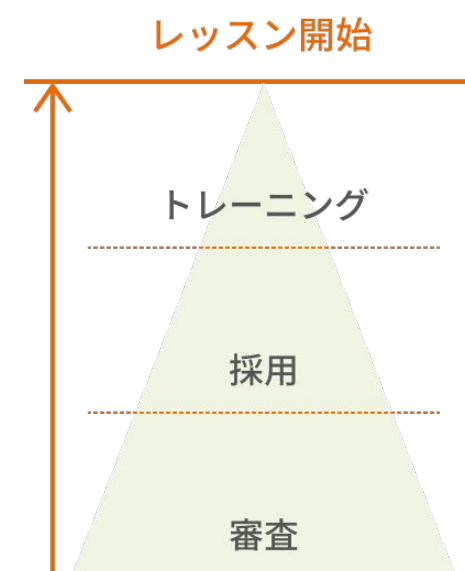 レッスン開始
トレーニング
採用
審査